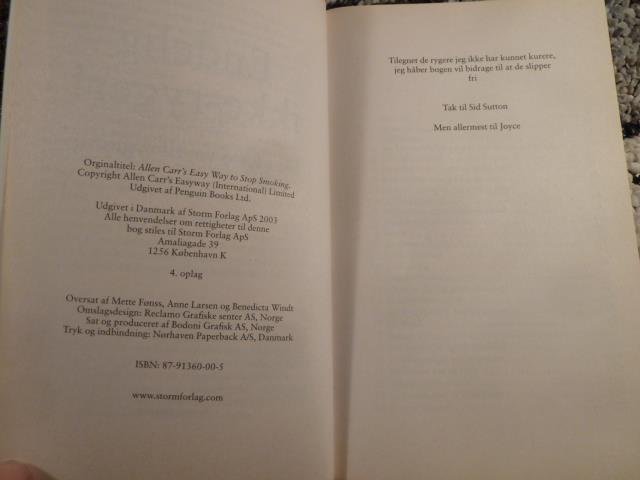 Orginaltitel: Allen Carr's Easy Way to Stop Smoking.
Copyright Allen Carr's Easyway (International) Limited
Udgivet af Penguin Books Ltd.
Udgivet i Danmark af Storm Forlag ApS 2003
Alle henvendelser om rettigheter til denne
bog stiles til Storm Forlag ApS
Amaliagade 39
1256 København K
4. oplag
Oversat af Mette Fønss, Anne Larsen og Benedicta Windt
Omslagsdesign: Reclamo Grafiske senter AS, Norge
Sat og produceret af Bodoni Grafisk AS, Norge
Tryk og indbindning: Nørhaven Paperback A/S, Danmark
ISBN: 87-91360-00-5
www.stormforlag.com
Tilegnet de rygere jeg ikke har kunnet kurere,
jeg håber bogen vil bidrage til at de slipper
fri
Tak til Sid Sutton
Men allermest til Joyce